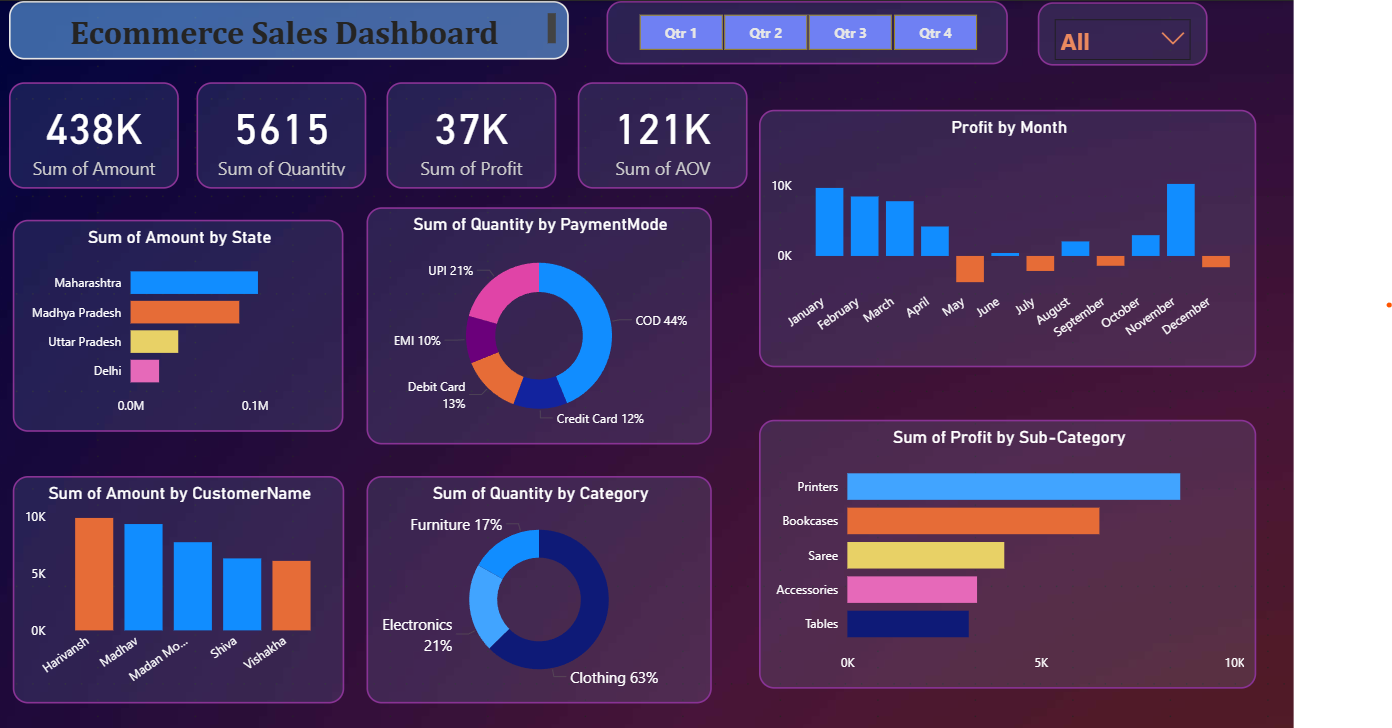 Ecommerce Sales Dashboard
Qtr 1
Qtr 2
Qtr 3
Qtr 4
All
438K
Sum of Amount
5615
Sum of Quantity
37K
Sum of Profit
121K
Sum of AOV
Profit by Month
10K
0K
January
February
March
April
May
June
July
August
September
October
November
December
Sum of Amount by State
Maharashtra
Madhya Pradesh
Uttar Pradesh
Delhi
0.0M
0.1M
Sum of Quantity by PaymentMode
UPI 21%
COD 44%
EMI 10%
Debit Card
13%
Credit Card 12%
Sum of Amount by CustomerName
10K
5K
0K
Harivansh
Madhav
Madan Mo...
Shiva
Vishakha
Sum of Quantity by Category
Furniture 17%
Electronics
21%
Clothing 63%
Sum of Profit by Sub-Category
Printers
Bookcases
Saree
Accessories
Tables
0K
5K
10K